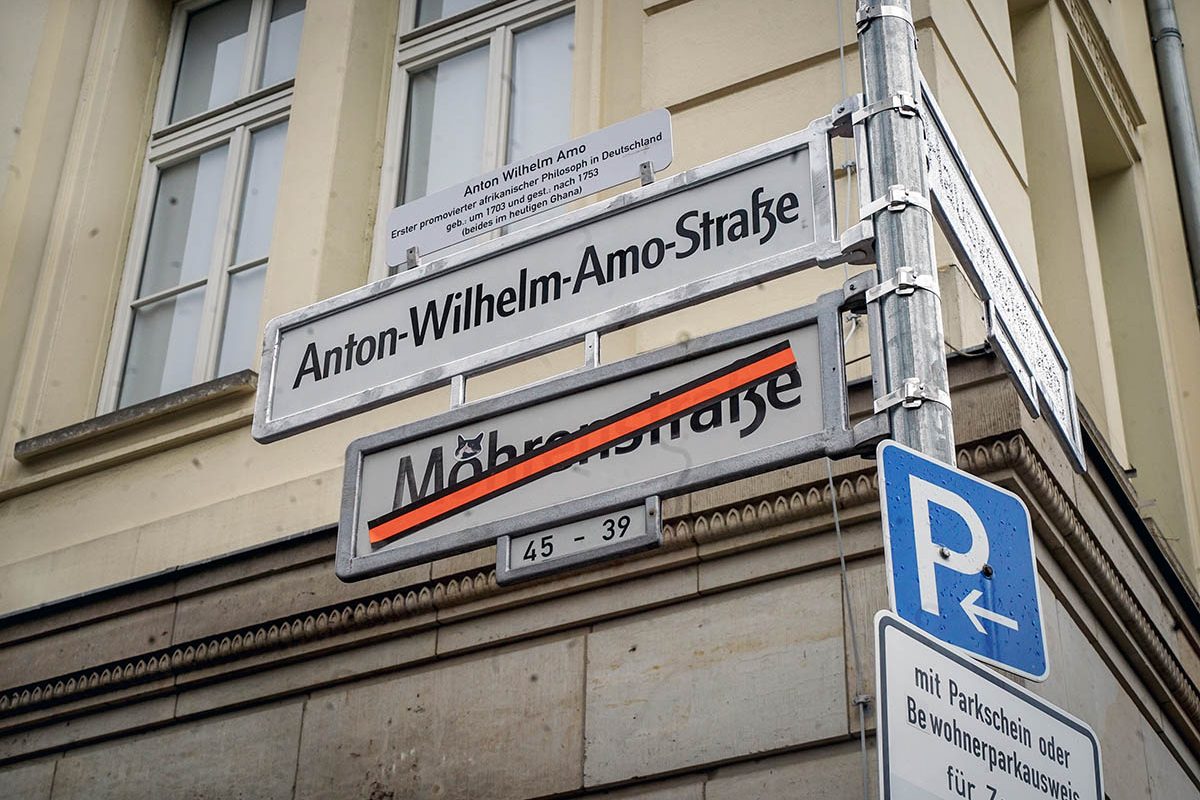 Anton Wilhelm Amo
Erster promovierter afrikanischer Philosoph in Deutschland
geb.: um 1703 und gest.: nach 1753
(beides im heutigen Ghana)
Anton-Wilhelm-Amo-Straße
Mohrenstraße
45 - 39
P
mit Parkschein oder
Bewohnerparkausweis
für